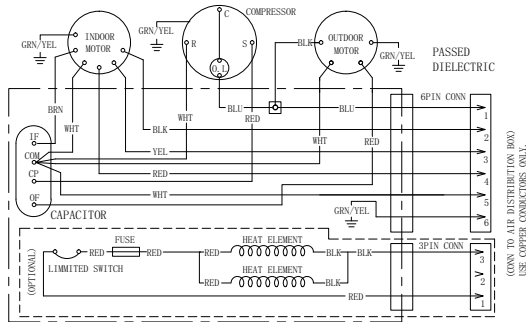 COMPRESSOR
INDOOR
MOTOR
GRN/YEL
GRN/YEL
C
R
S
O.L
OUTDOOR
MOTOR
BLK
GRN/YEL
PASSED
DIELECTRIC
BRN
WHT
WHT
RED
BLU
BLU
6PIN CONN
1
BLK
2
WHT
RED
YEL
3
RED
4
WHT
5
GRN/YEL
6
IF
COM
CP
OF
CAPACITOR
(OPTIONAL)
LIMMITED SWITCH
RED
FUSE
RED
RED
HEAT ELEMENT
BLK
BLK
RED
HEAT ELEMENT
BLK
RED
3PIN CONN
3
2
1
(CONN TO AIR DISTRIBUTION BOX)
USE COPPER CONDUCTORS ONLY.